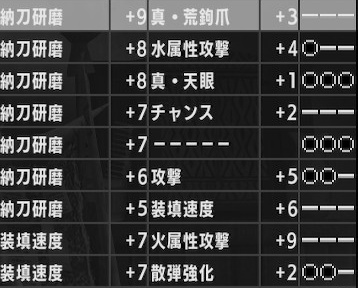 納刀研磨 +9 真・荒鉤爪 +3 ーーー
納刀研磨 +8 水属性攻撃 +4 〇ーー
納刀研磨 +8 真・天眼 +1 〇〇〇
納刀研磨 +7 チャンス +2 ーーー
納刀研磨 +7 ーーーーー 〇〇〇
納刀研磨 +6 攻撃 +5 〇〇ー
納刀研磨 +5 装填速度 +6 ーーー
装填速度 +7 火属性攻撃 +9 ーーー
装填速度 +7 散弾強化 +2 〇〇ー